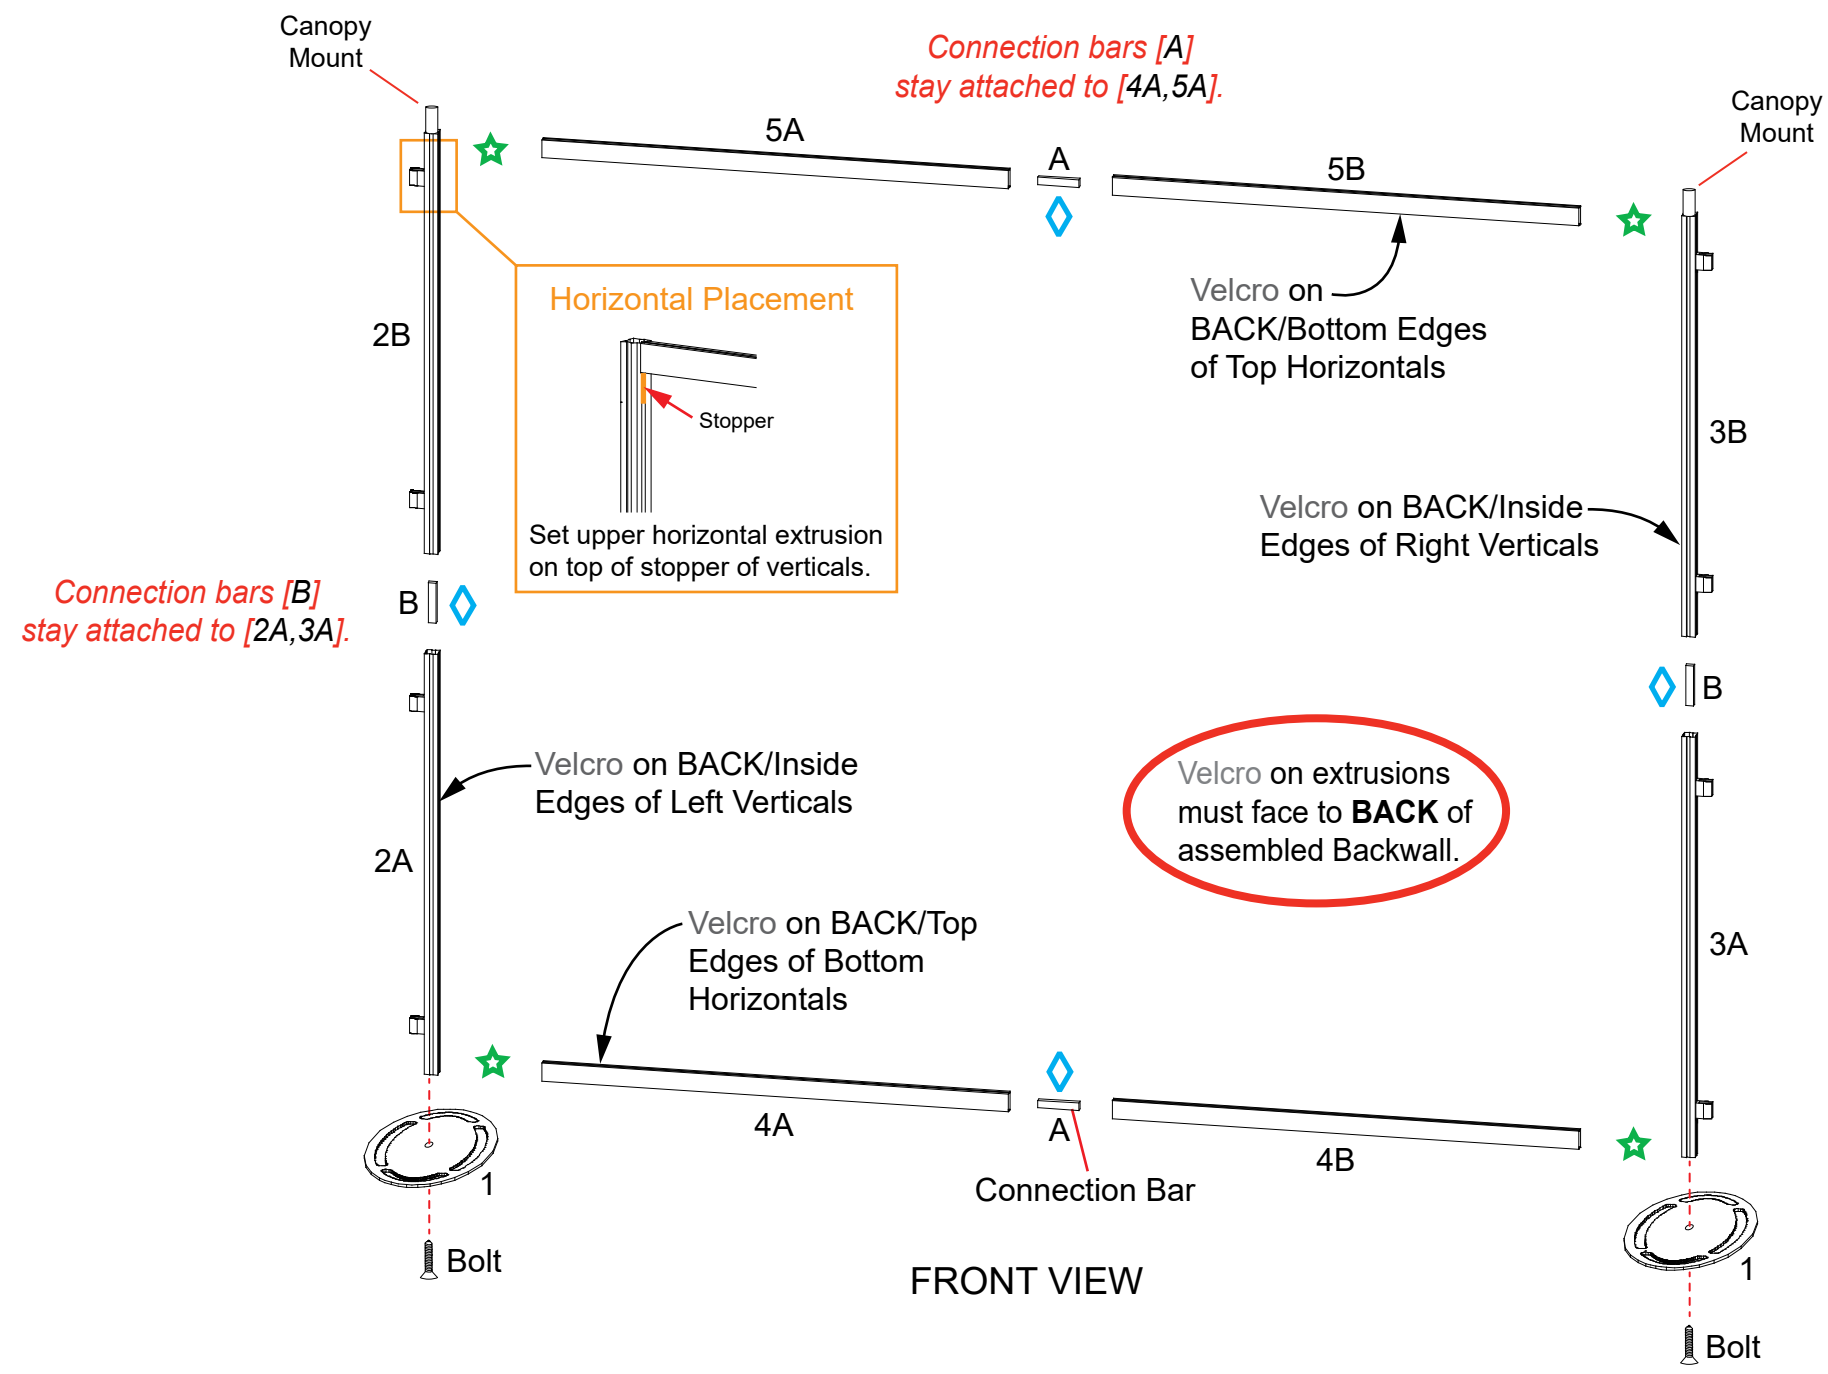 Canopy
Mount
Connection bars [A]
stay attached to [4A,5A].
Canopy
Mount
5A
A
5B
Velcro on
BACK/Bottom Edges
of Top Horizontals
Horizontal Placement
Stopper
Set upper horizontal extrusion
on top of stopper of verticals.
2B
3B
Velcro on BACK/Inside
Edges of Right Verticals
Connection bars [B]
stay attached to [2A,3A].
B
B
Velcro on BACK/Inside
Edges of Left Verticals
Velcro on extrusions
must face to BACK of
assembled Backwall.
2A
3A
Velcro on BACK/Top
Edges of Bottom
Horizontals
4A
A
4B
Connection Bar
1
1
Bolt
FRONT VIEW
Bolt